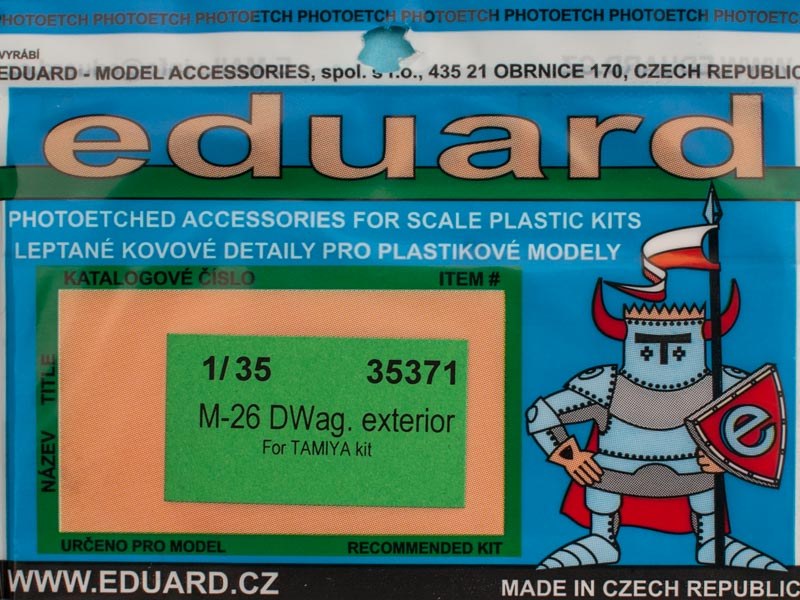 PHOTOETCH PHOTOETCH PHOTOETCH PHOTOETCH PHOTOETCH PHOTOETCH PHOTOETCH PHOTOETCH
VYRÁBÍ
EDUARD - MODEL ACCESSORIES, spol. s r.o., 435 21 OBRNICE 170, CZECH REPUBLIC
eduard
PHOTOETCHED ACCESSORIES FOR SCALE PLASTIC KITS
LEPTANÉ KOVOVÉ DETAILY PRO PLASTIKOVÉ MODELY
KATALOGOVÉ ČÍSLO ITEM #
NÁZEV TITLE
1/35 35371
M-26 DWag. exterior
For TAMIYA kit
e
URČENO PRO MODEL RECOMMENDED KIT
WWW.EDUARD.CZ MADE IN CZECH REPUBLIC